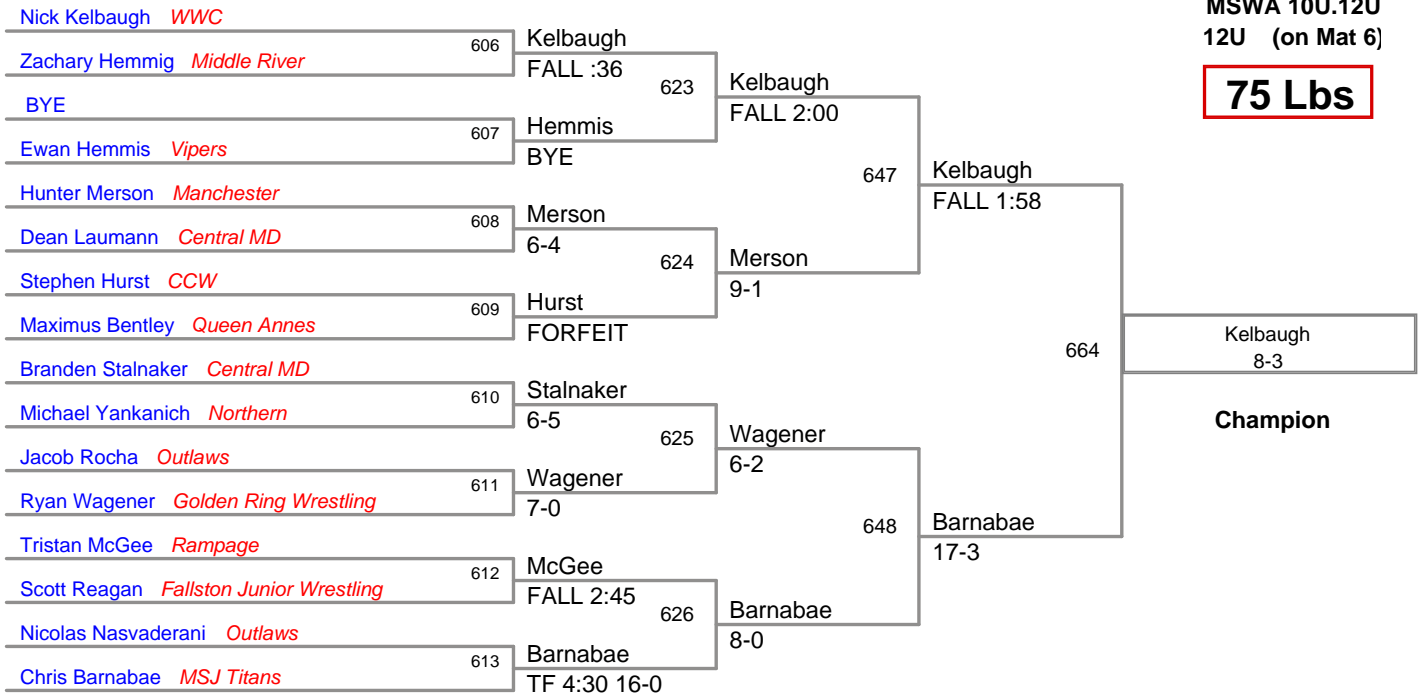 MSWA 10U.12U
12U (on Mat 6)
75 Lbs
Nick Kelbaugh WWC
Zachary Hemmig Middle River
BYE
Ewan Hemmis Vipers
Hunter Merson Manchester
Dean Laumann Central MD
Stephen Hurst CCW
Maximus Bentley Queen Annes
Branden Stalnaker Central MD
Michael Yankanich Northern
Jacob Rocha Outlaws
Ryan Wagener Golden Ring Wrestling
Tristan McGee Rampage
Scott Reagan Fallston Junior Wrestling
Nicolas Nasvaderani Outlaws
Chris Barnabae MSJ Titans
606
Kelbaugh
FALL :36
607
Hemmis
BYE
608
Merson
6-4
609
Hurst
FORFEIT
610
Stalnaker
6-5
611
Wagener
7-0
612
McGee
FALL 2:45
613
Barnabae
TF 4:30 16-0
623
Kelbaugh
FALL 2:00
624
Merson
9-1
625
Wagener
6-2
626
Barnabae
8-0
647
Kelbaugh
FALL 1:58
648
Barnabae
17-3
664
Kelbaugh
8-3
Champion